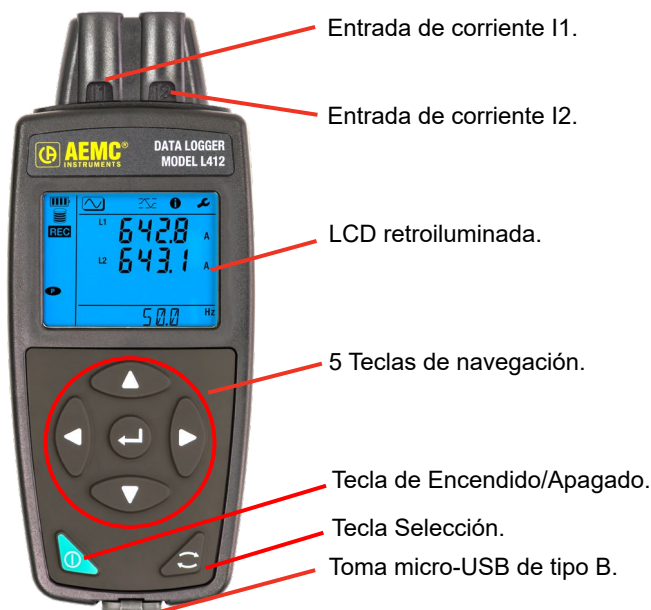 Entrada de corriente I1.
I1
I2
Entrada de corriente I2.
AEMC®
INSTRUMENTS
DATA LOGGER
MODEL L412
REC
L1 642.8 A
L2 643.1 A
LCD retroiluminada.
P
50.0 Hz
5 Teclas de navegación.
Tecla de Encendido/Apagado.
Tecla Selección.
Toma micro-USB de tipo B.